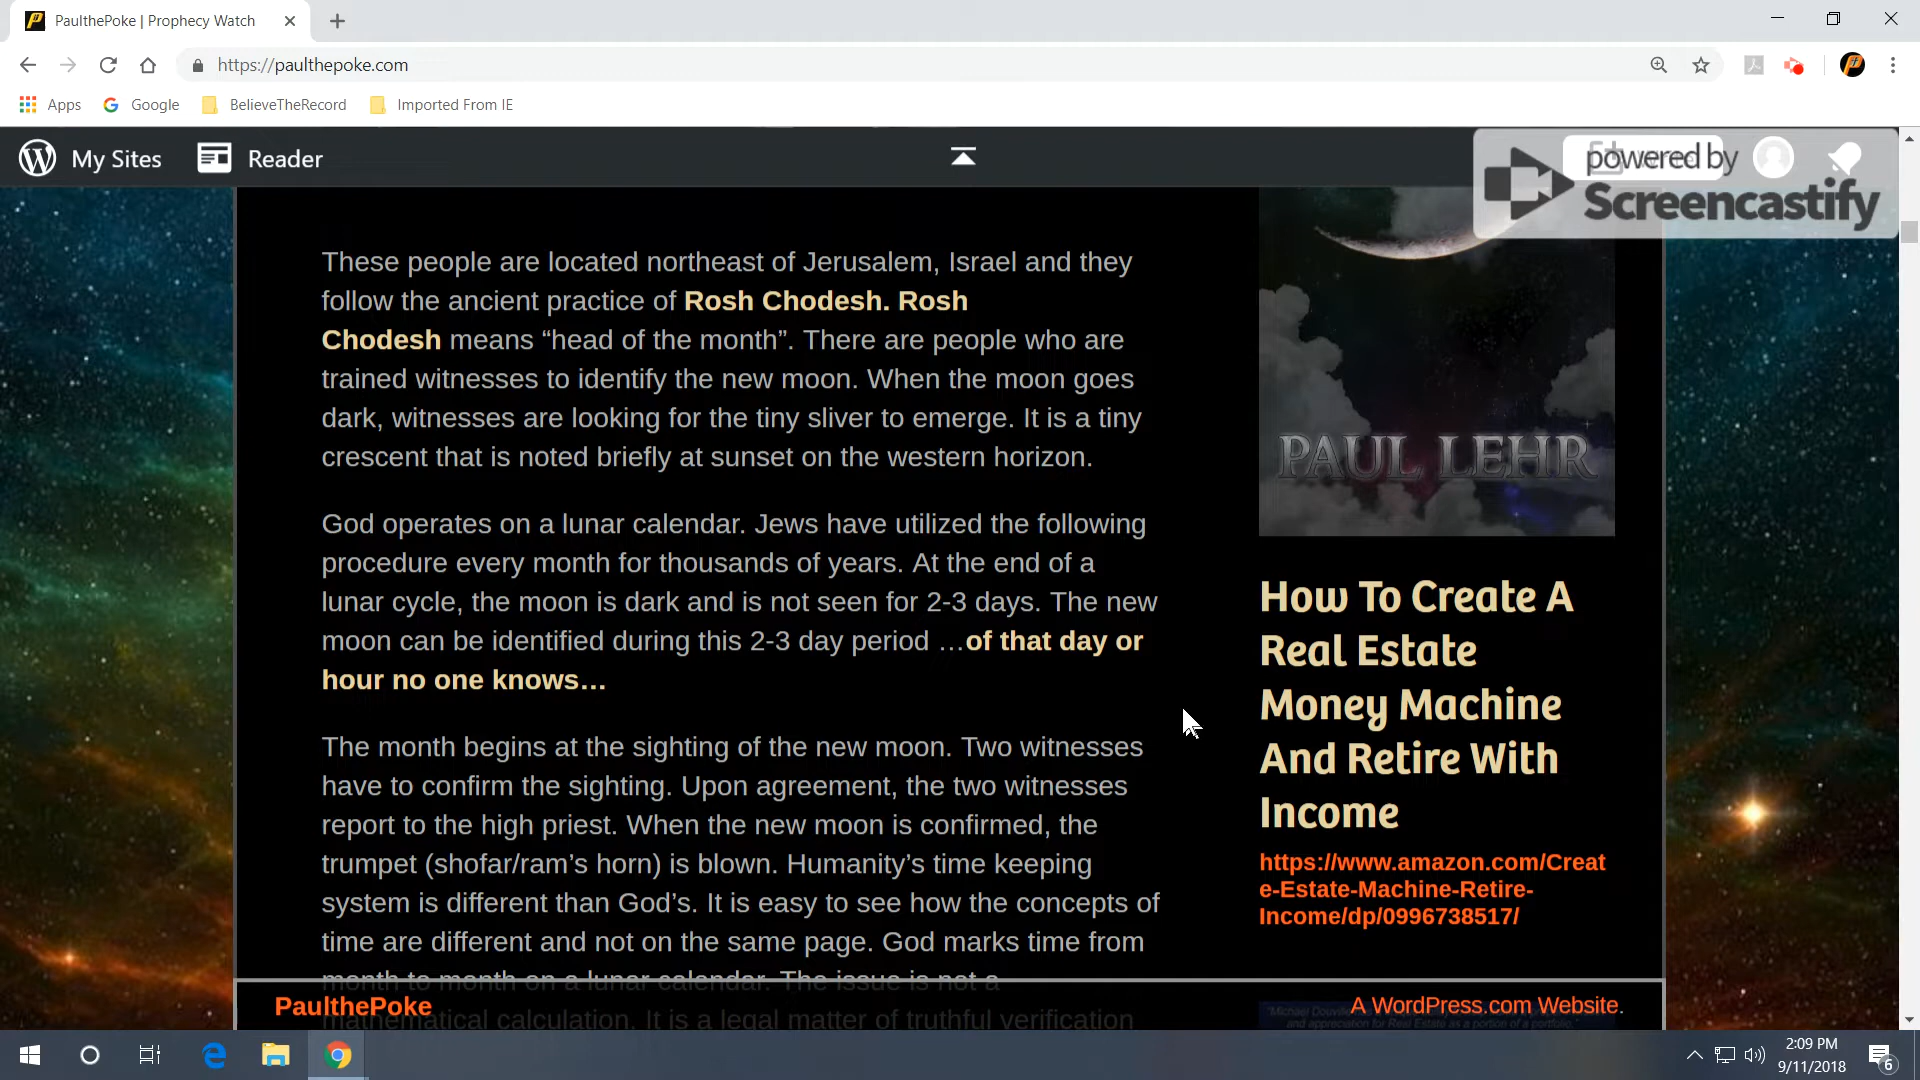 PaulthePoke | Prophecy Watch
https://paulthepoke.com
Apps
Google
BelieveTheRecord
Imported From IE
My Sites
Reader
powered by
Screencastify
These people are located northeast of Jerusalem, Israel and they
follow the ancient practice of Rosh Chodesh. Rosh
Chodesh means “head of the month”. There are people who are
trained witnesses to identify the new moon. When the moon goes
dark, witnesses are looking for the tiny sliver to emerge. It is a tiny
crescent that is noted briefly at sunset on the western horizon.
God operates on a lunar calendar. Jews have utilized the following
procedure every month for thousands of years. At the end of a
lunar cycle, the moon is dark and is not seen for 2-3 days. The new
moon can be identified during this 2-3 day period …of that day or
hour no one knows…
The month begins at the sighting of the new moon. Two witnesses
have to confirm the sighting. Upon agreement, the two witnesses
report to the high priest. When the new moon is confirmed, the
trumpet (shofar/ram’s horn) is blown. Humanity’s time keeping
system is different than God’s. It is easy to see how the concepts of
time are different and not on the same page. God marks time from
month to month on a lunar calendar. The issue is not a
mathematical calculation. It is a legal matter of truthful verification
PAUL LEHR
How To Create A
Real Estate
Money Machine
And Retire With
Income
https://www.amazon.com/Creat
e-Estate-Machine-Retire-
Income/dp/0996738517/
and appreciation for Real Estate as a portion of a portfolio."
PaulthePoke
A WordPress.com Website.
2:09 PM
9/11/2018
6